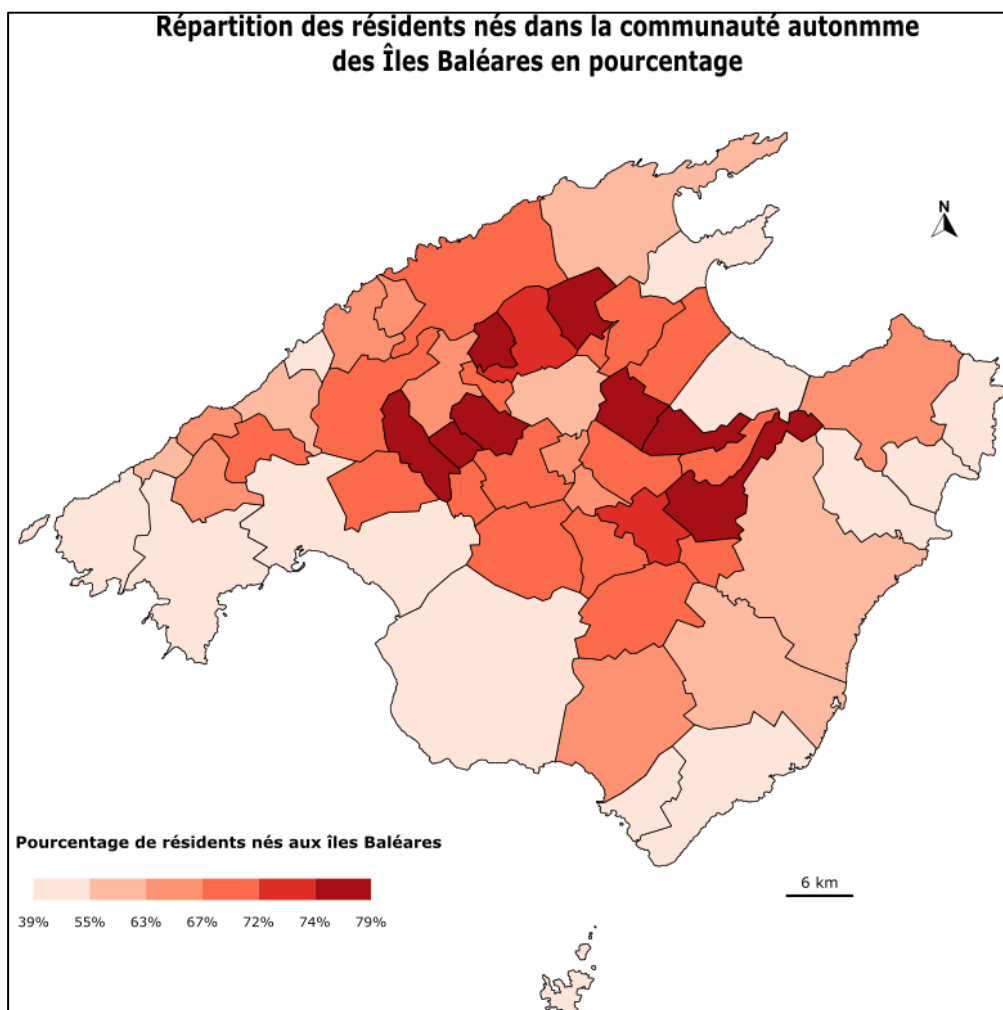 Répartition des résidents nés dans la communauté autonmme
des Îles Baléares en pourcentage
N
Pourcentage de résidents nés aux îles Baléares
39% 55% 63% 67% 72% 74% 79%
6 km